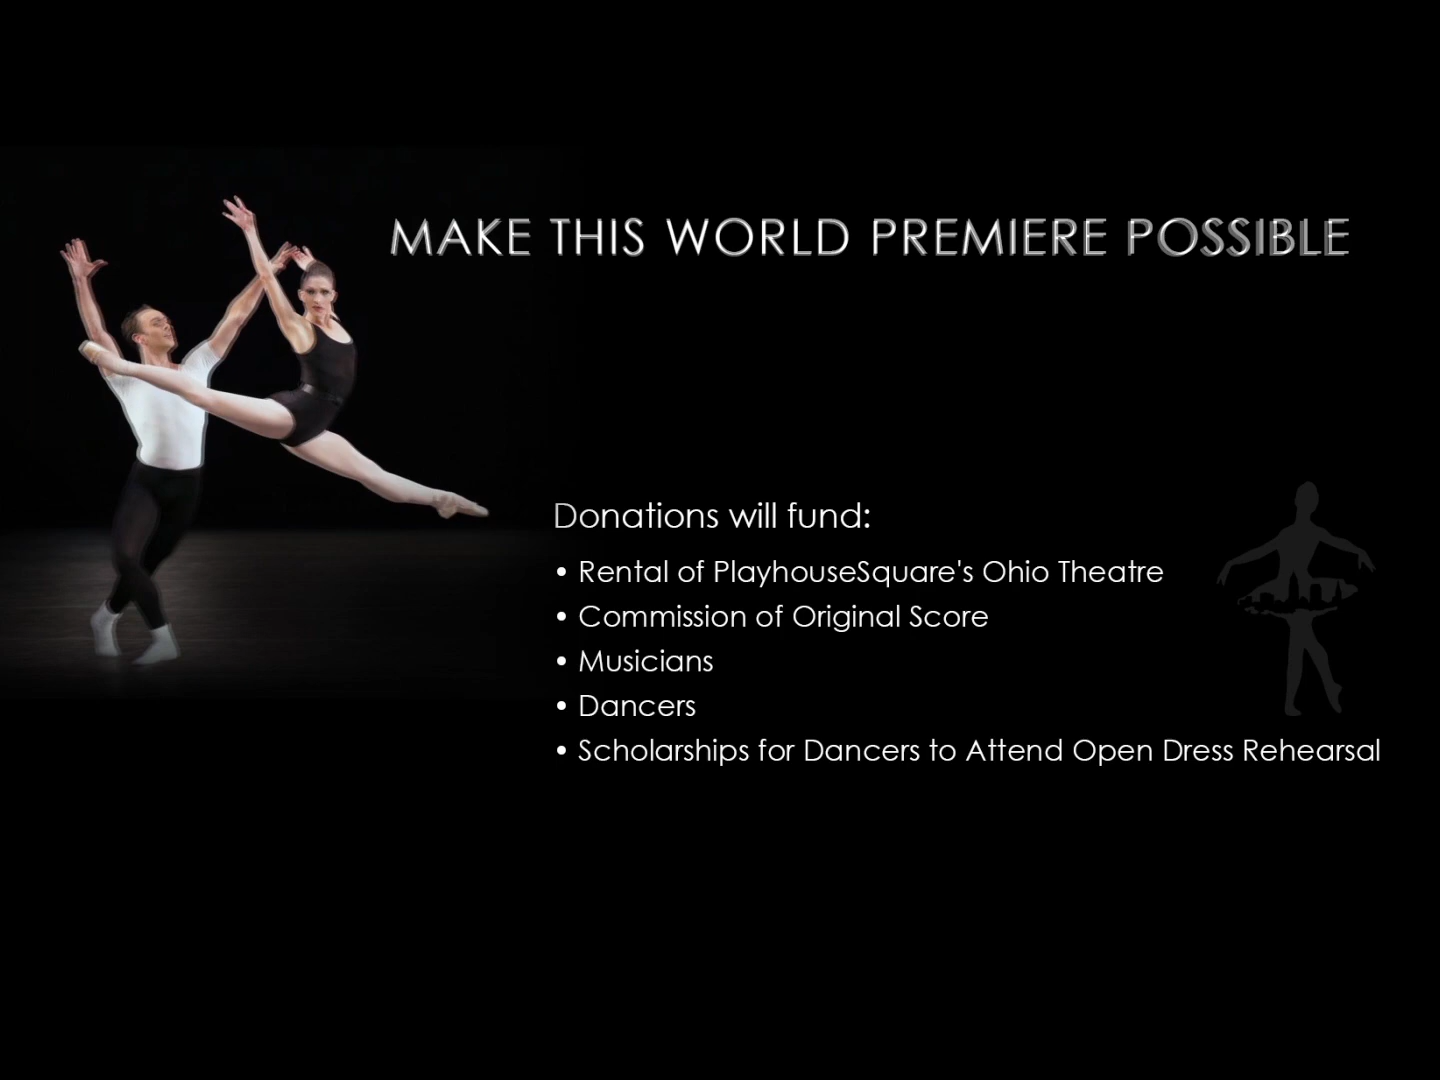 MAKE THIS WORLD PREMIERE POSSIBLE
Donations will fund:
• Rental of PlayhouseSquare's Ohio Theatre
• Commission of Original Score
• Musicians
• Dancers
• Scholarships for Dancers to Attend Open Dress Rehearsal